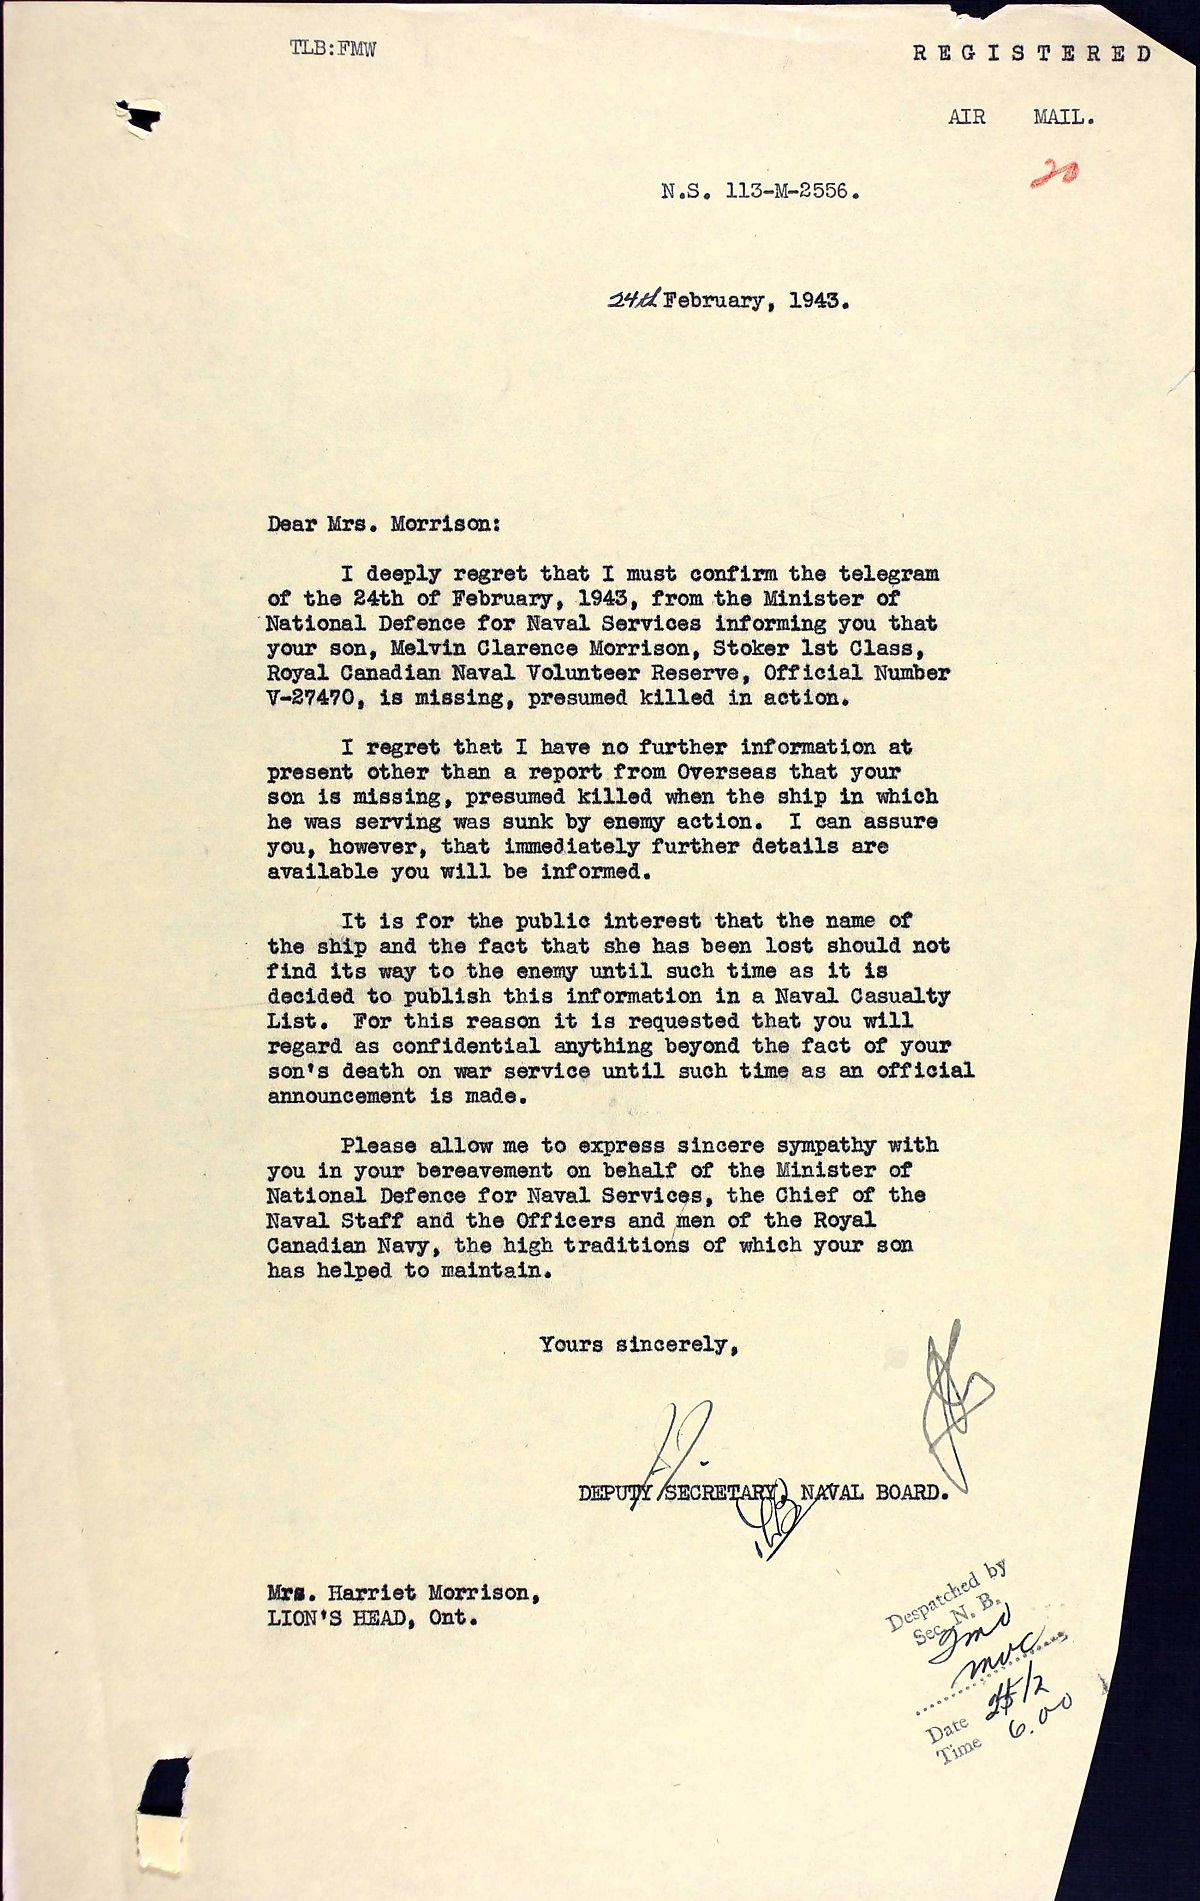 TLB:FMW
REGISTERED
AIR MAIL.
20
N.S. 113-M-2556.
24th February, 1943.
Dear Mrs. Morrison:
I deeply regret that I must confirm the telegram
of the 24th of February, 1943, from the Minister of
National Defence for Naval Services informing you that
your son, Melvin Clarence Morrison, Stoker 1st Class,
Royal Canadian Naval Volunteer Reserve, Official Number
V-27470, is missing, presumed killed in action.
I regret that I have no further information at
present other than a report from Overseas that your
son is missing, presumed killed when the ship in which
he was serving was sunk by enemy action. I can assure
you, however, that immediately further details are
available you will be informed.
It is for the public interest that the name of
the ship and the fact that she has been lost should not
find its way to the enemy until such time as it is
decided to publish this information in a Naval Casualty
List. For this reason it is requested that you will
regard as confidential anything beyond the fact of your
son's death on war service until such time as an official
announcement is made.
Please allow me to express sincere sympathy with
you in your bereavement on behalf of the Minister of
National Defence for Naval Services, the Chief of the
Naval Staff and the Officers and men of the Royal
Canadian Navy, the high traditions of which your son
has helped to maintain.
Yours sincerely,
DEPUTY SECRETARY, NAVAL BOARD.
Mrs. Harriet Morrison,
LION'S HEAD, Ont.
Despatched by
Sec. N. B.
Date
Time 6.00